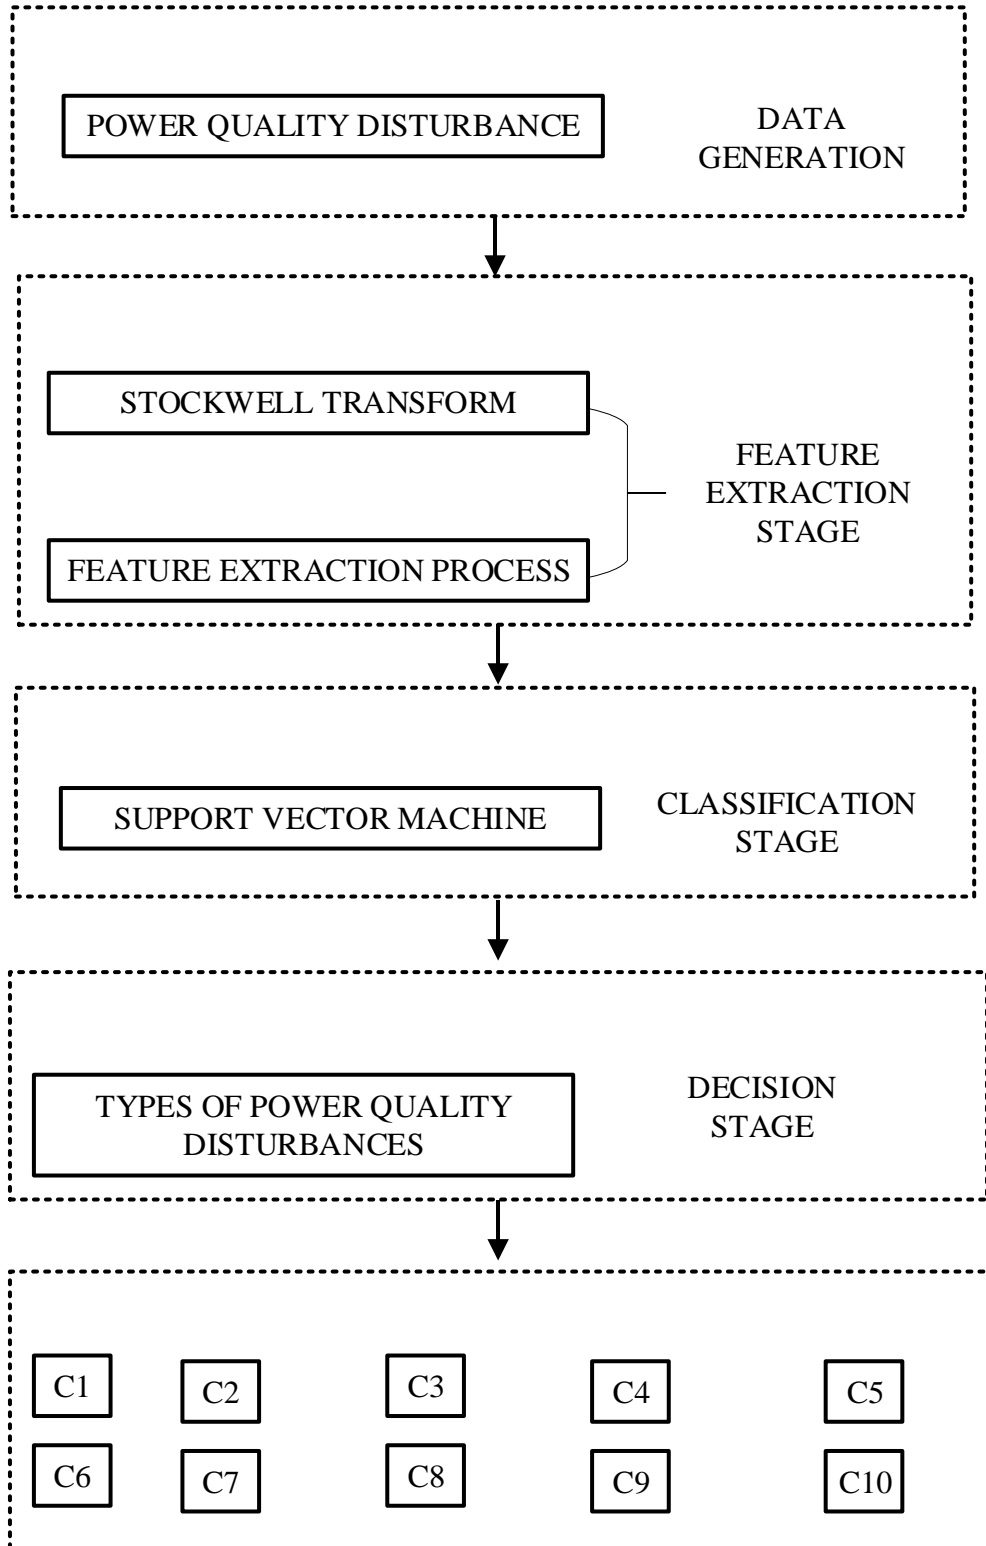 POWER QUALITY DISTURBANCE
DATA
GENERATION
STOCKWELL TRANSFORM
FEATURE
EXTRACTION
STAGE
FEATURE EXTRACTION PROCESS
SUPPORT VECTOR MACHINE
CLASSIFICATION
STAGE
TYPES OF POWER QUALITY
DISTURBANCES
DECISION
STAGE
C1
C2
C3
C4
C5
C6
C7
C8
C9
C10